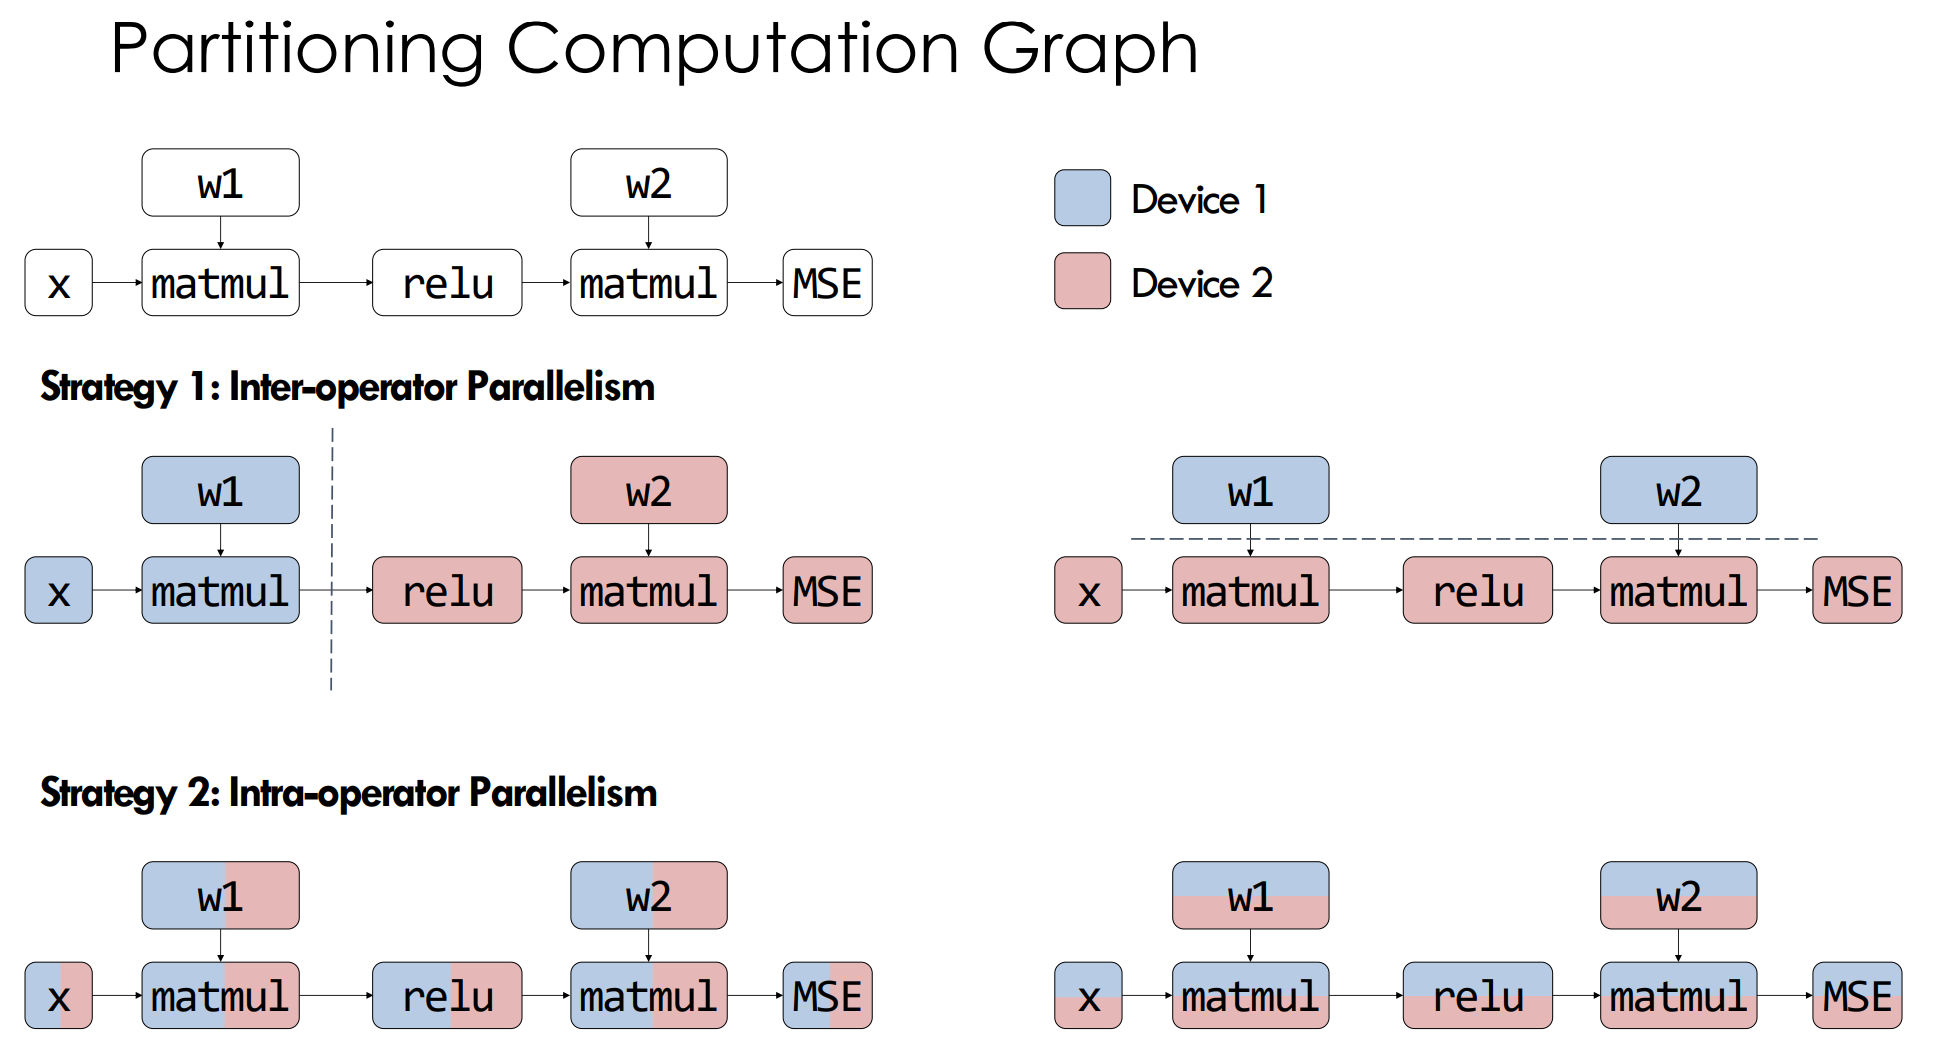 Partitioning Computation Graph
w1
w2
Device 1
x
matmul
relu
matmul
MSE
Device 2
Strategy 1: Inter-operator Parallelism
w1
w2
x
matmul
relu
matmul
MSE
w1
w2
x
matmul
relu
matmul
MSE
Strategy 2: Intra-operator Parallelism
w1
w2
x
matmul
relu
matmul
MSE
w1
w2
x
matmul
relu
matmul
MSE